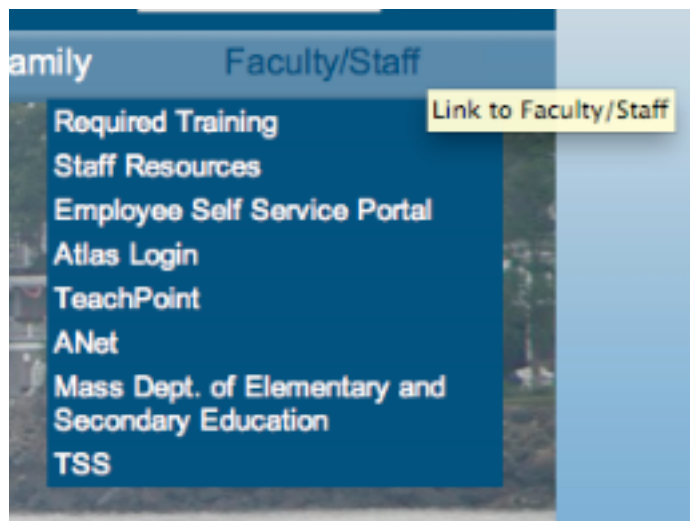 amily Faculty/Staff
Link to Faculty/Staff
Required Training
Staff Resources
Employee Self Service Portal
Atlas Login
TeachPoint
ANet
Mass Dept. of Elementary and
Secondary Education
TSS